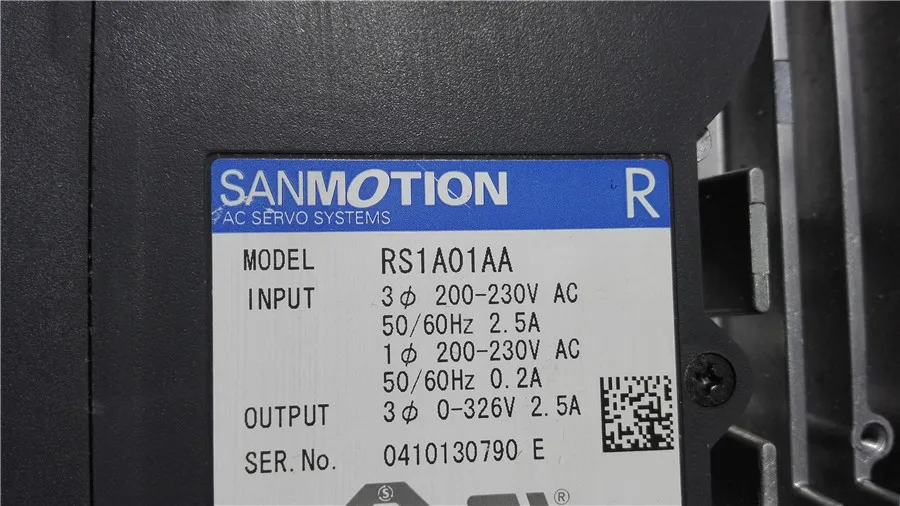 SANMOTION R
AC SERVO SYSTEMS
MODEL RS1A01AA
INPUT 3φ 200-230V AC
50/60Hz 2.5A
1φ 200-230V AC
50/60Hz 0.2A
OUTPUT 3φ 0-326V 2.5A
SER.No. 0410130790 E
®